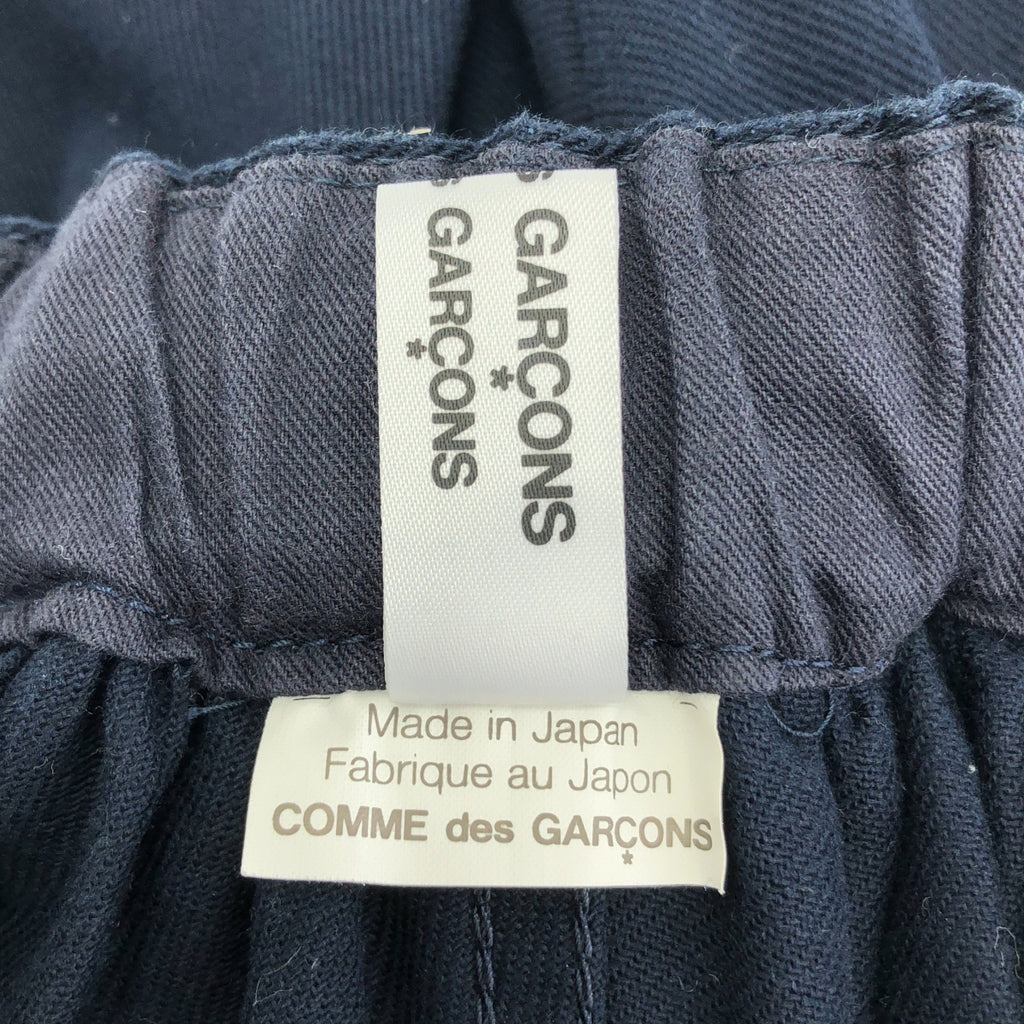 S GARÇONS
S GARÇONS
Made in Japan
Fabrique au Japon
COMME des GARÇONS